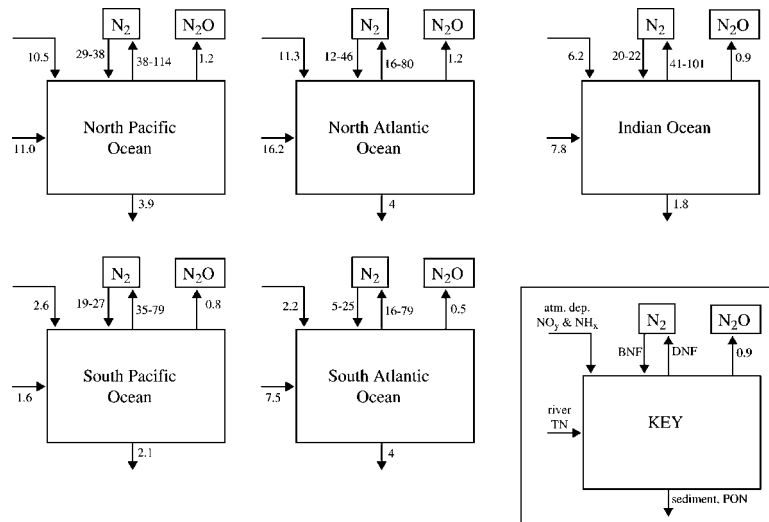 N2
N2O
10.5
29-38
38-114
1.2
North Pacific
Ocean
11.0
3.9
N2
N2O
11.3
12-46
16-80
1.2
North Atlantic
Ocean
16.2
4
N2
N2O
6.2
20-22
41-101
0.9
Indian Ocean
7.8
1.8
N2
N2O
2.6
19-27
35-79
0.8
South Pacific
Ocean
1.6
2.1
N2
N2O
2.2
5-25
16-79
0.5
South Atlantic
Ocean
7.5
4
atm. dep.
NOy & NHx
N2
N2O
BNF
DNF
0.9
river
TN
KEY
sediment, PON